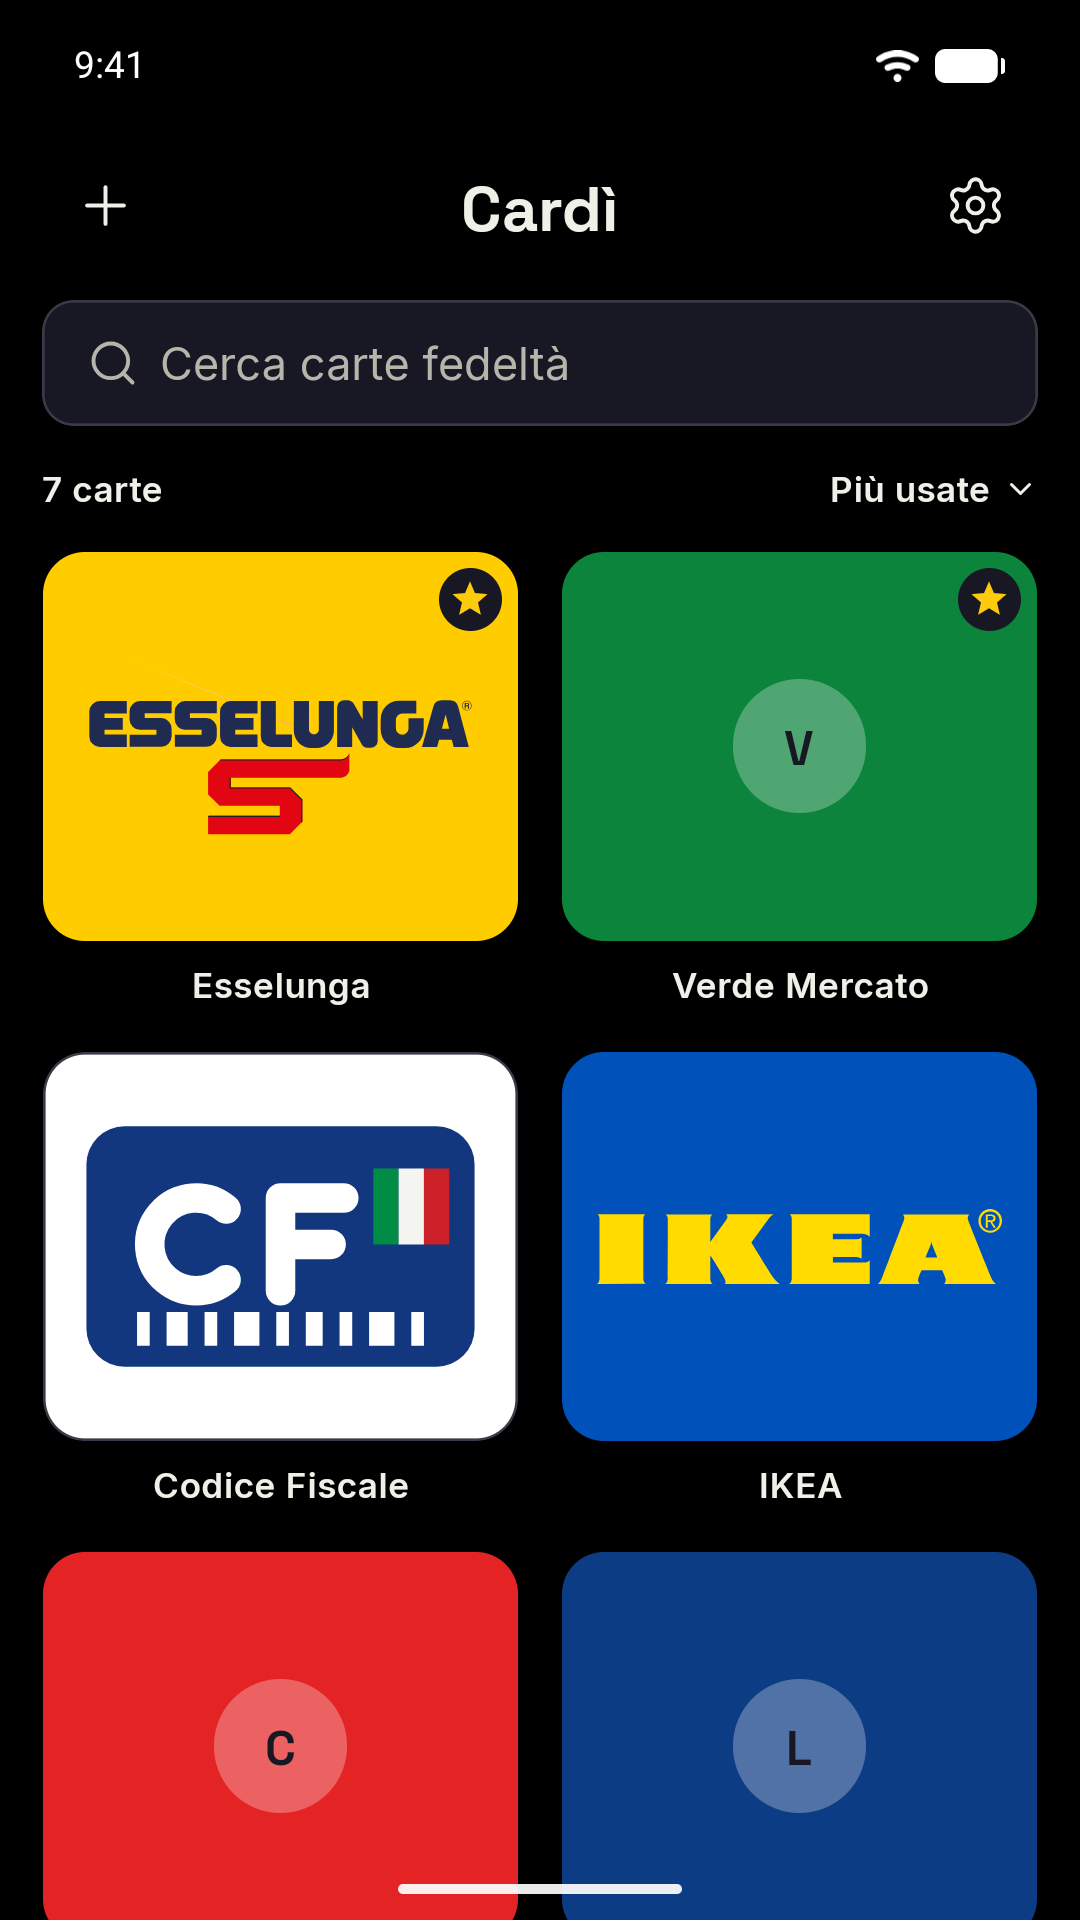 9:41
Cardì
Cerca carte fedeltà
7 carte
Più usate
ESSELUNGA®
V
Esselunga
Verde Mercato
CF
IKEA®
Codice Fiscale
IKEA
C
L